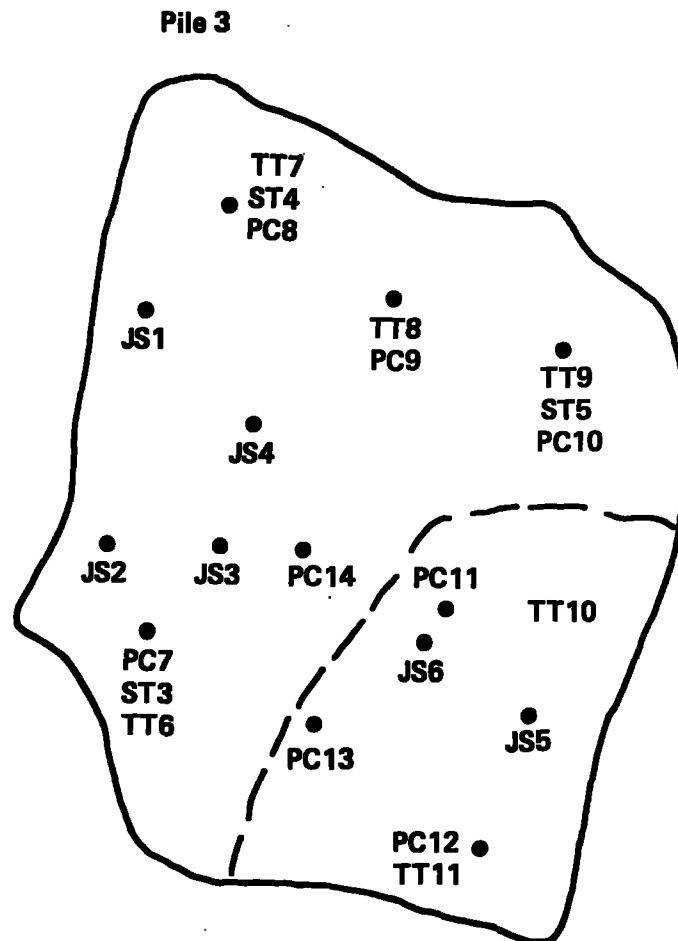 Pile 3
TT7
ST4
PC8
JS1
TT8
PC9
TT9
ST5
PC10
JS4
JS2
JS3
PC14
PC11
TT10
PC7
ST3
TT6
JS6
PC13
JS5
PC12
TT11